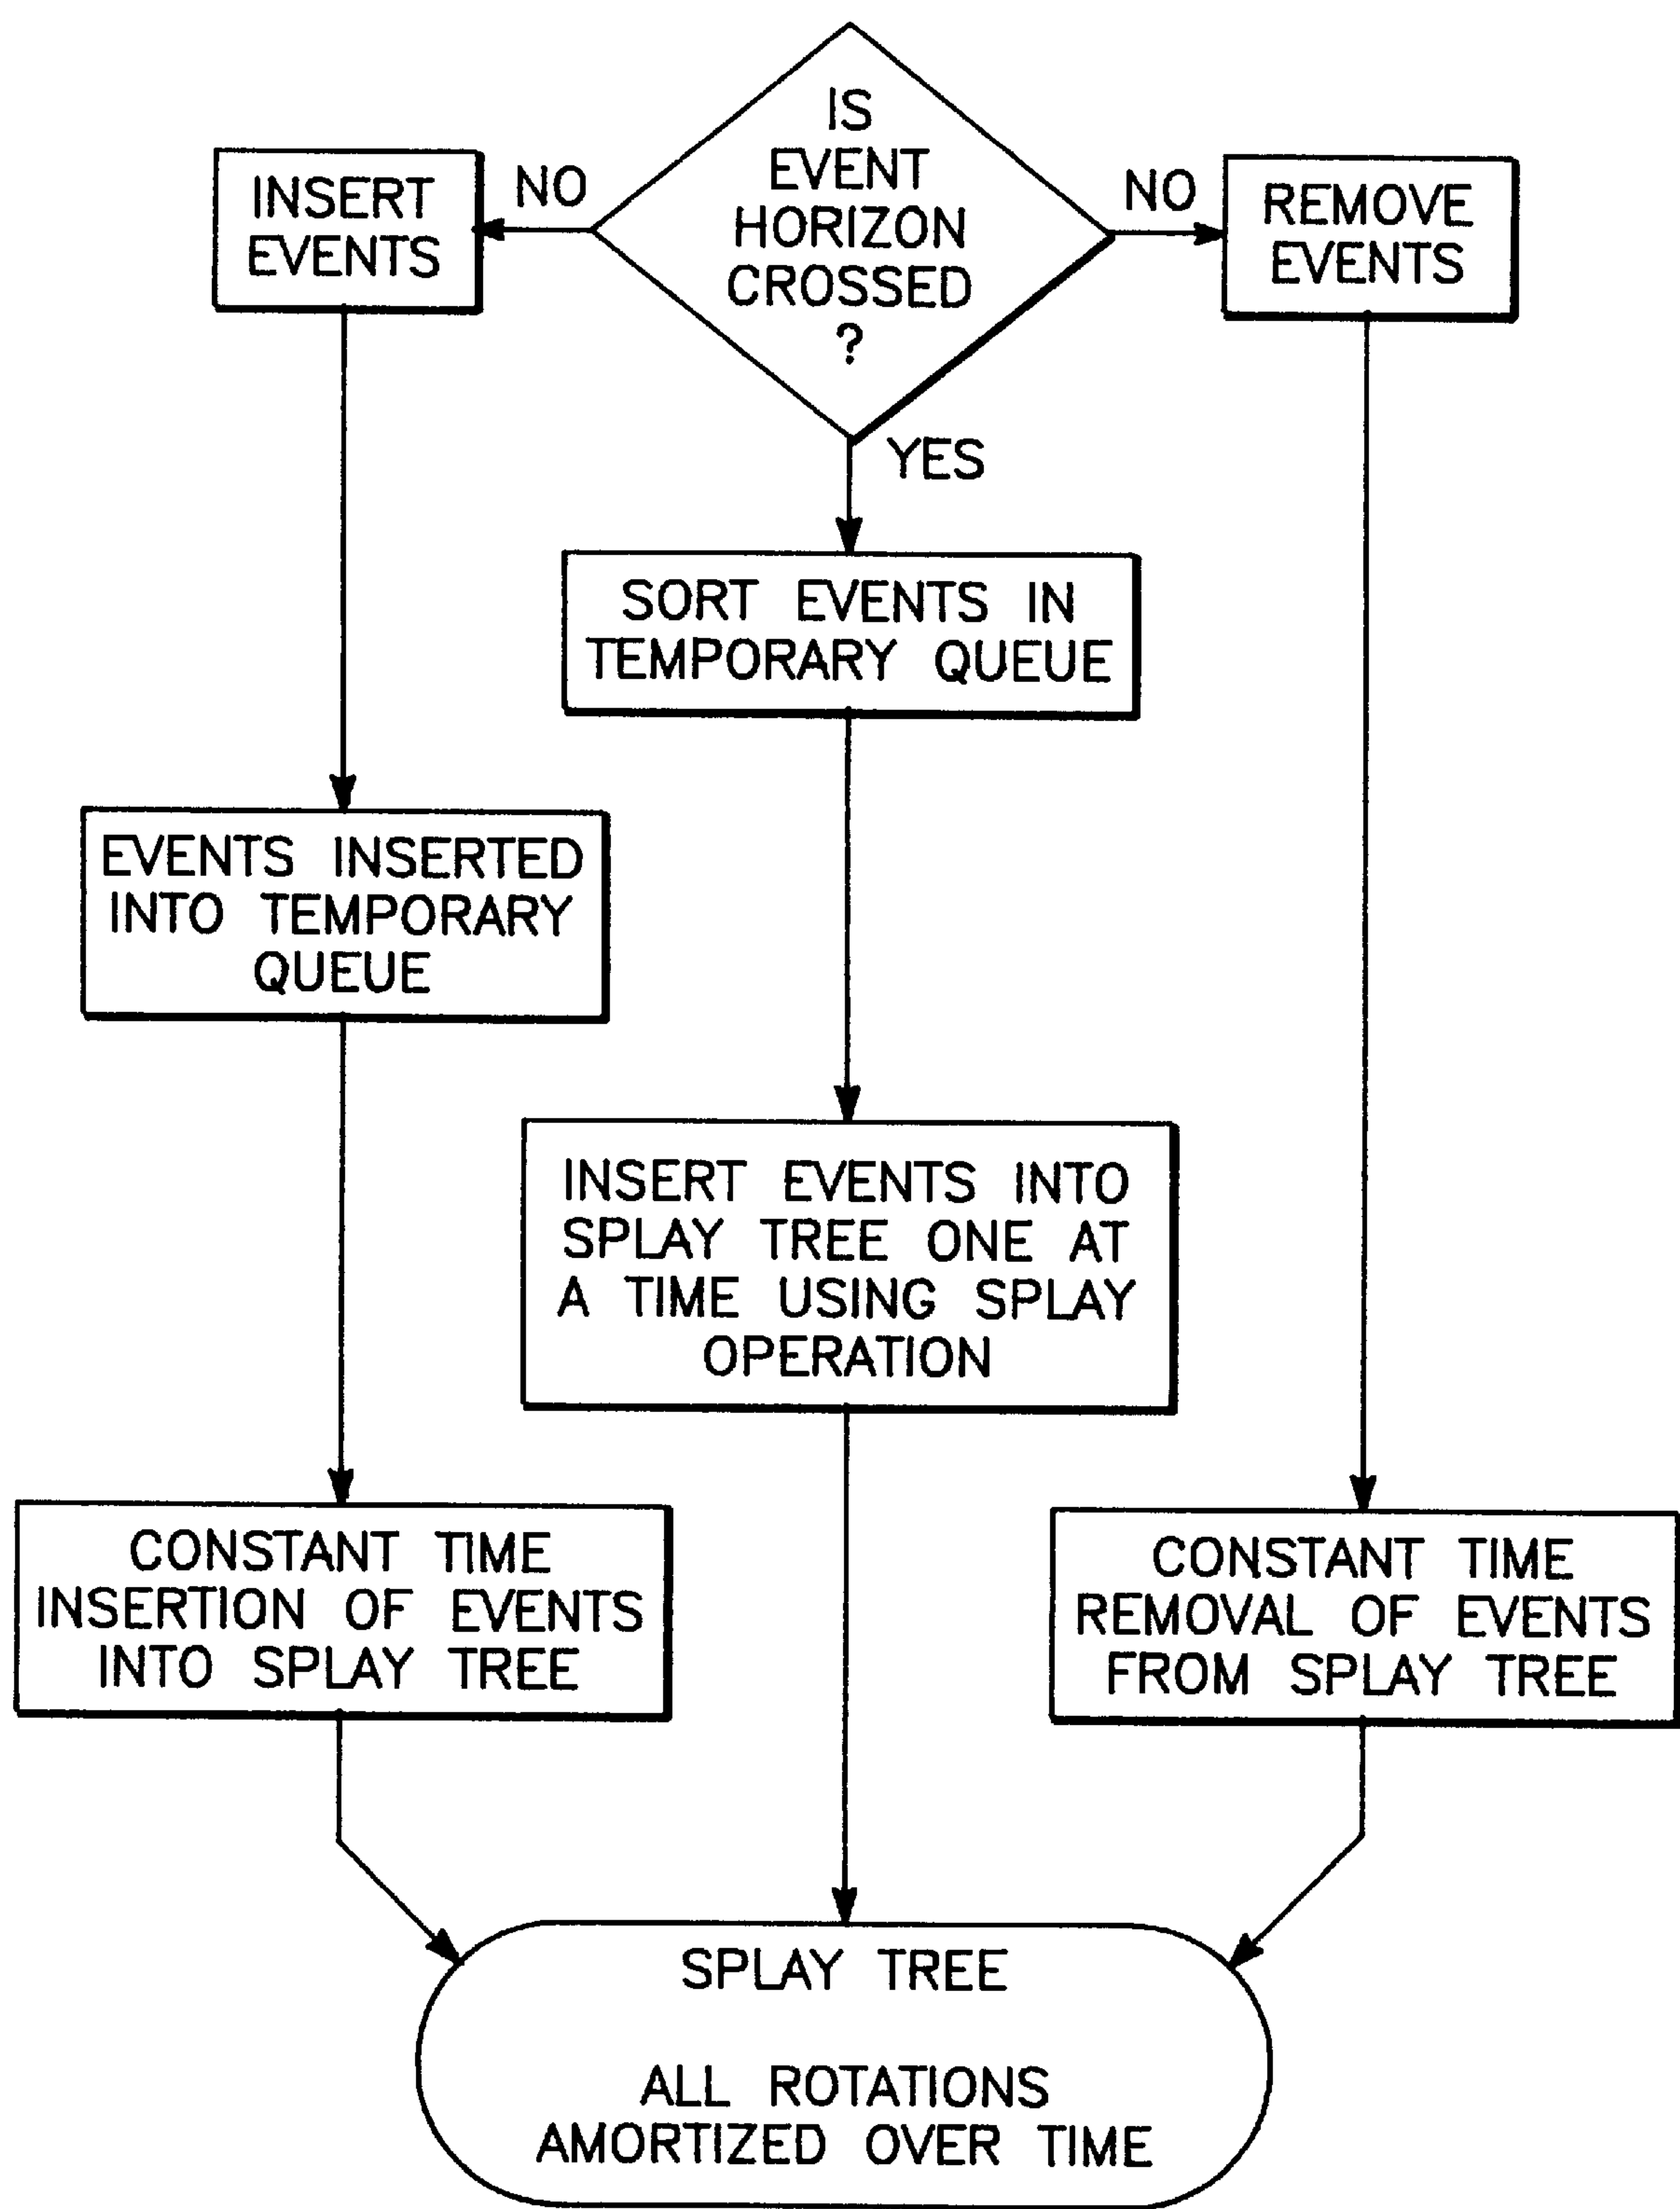 IS
EVENT
HORIZON
CROSSED
?
NO
INSERT
EVENTS
NO
REMOVE
EVENTS
YES
SORT EVENTS IN
TEMPORARY QUEUE
EVENTS INSERTED
INTO TEMPORARY
QUEUE
INSERT EVENTS INTO
SPLAY TREE ONE AT
A TIME USING SPLAY
OPERATION
CONSTANT TIME
INSERTION OF EVENTS
INTO SPLAY TREE
CONSTANT TIME
REMOVAL OF EVENTS
FROM SPLAY TREE
SPLAY TREE
ALL ROTATIONS
AMORTIZED OVER TIME